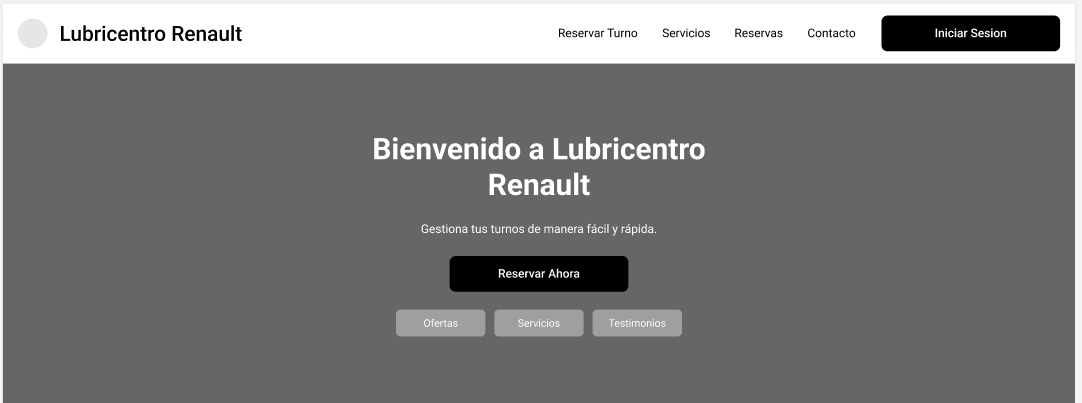 Lubricentro Renault
Reservar Turno
Servicios
Reservas
Contacto
Iniciar Sesion
Bienvenido a Lubricentro
Renault
Gestiona tus turnos de manera fácil y rápida.
Reservar Ahora
Ofertas
Servicios
Testimonios